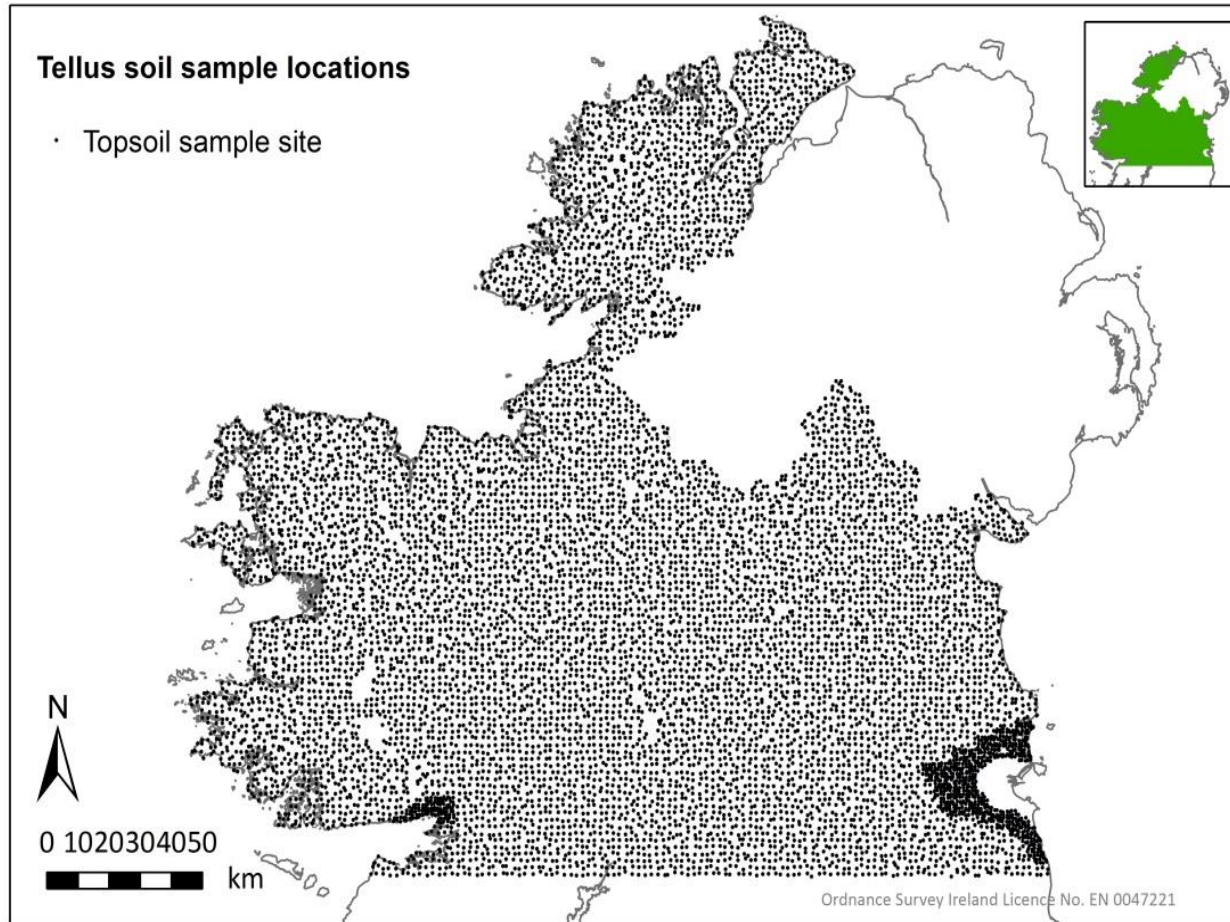 Tellus soil sample locations
· Topsoil sample site
N
0 1020304050
km
Ordnance Survey Ireland Licence No. EN 0047221